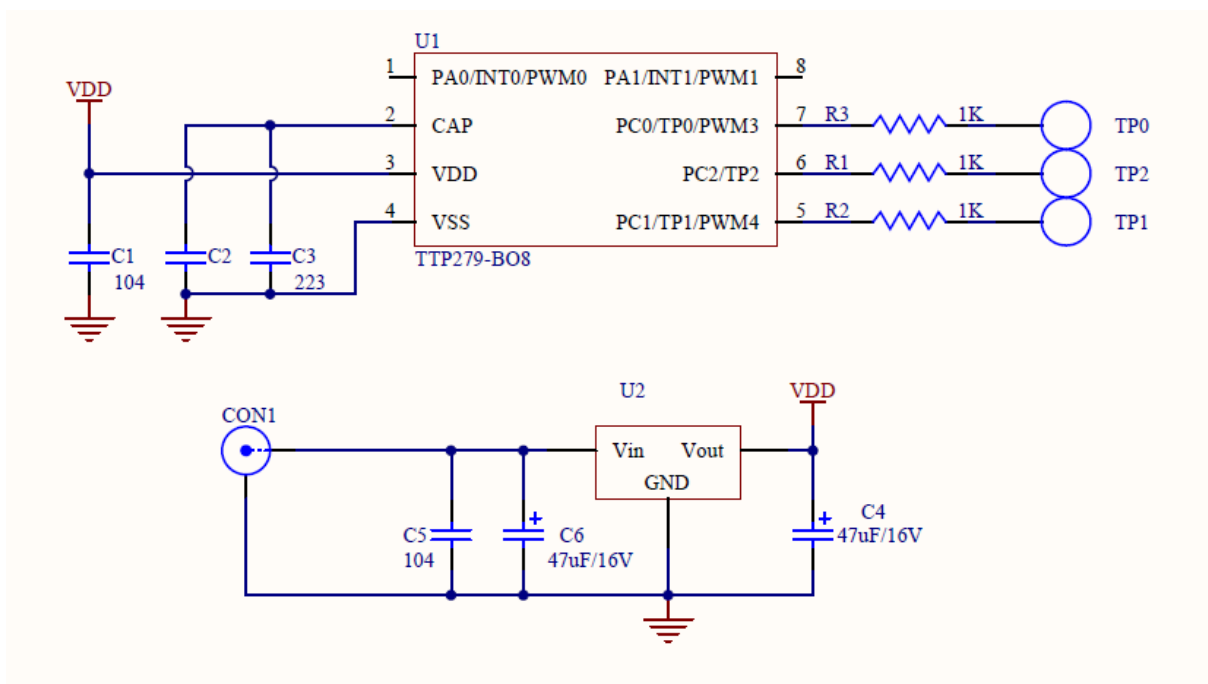 U1
1 PA0/INT0/PWM0 PA1/INT1/PWM1 8
VDD
2 CAP PC0/TP0/PWM3 7 R3 1K TP0
3 VDD PC2/TP2 6 R1 1K TP2
4 VSS PC1/TP1/PWM4 5 R2 1K TP1
C1 C2 C3 TTP279-BO8
104 223
U2 VDD
CON1
Vin Vout
GND
C5 + C6 + C4
104 47uF/16V 47uF/16V